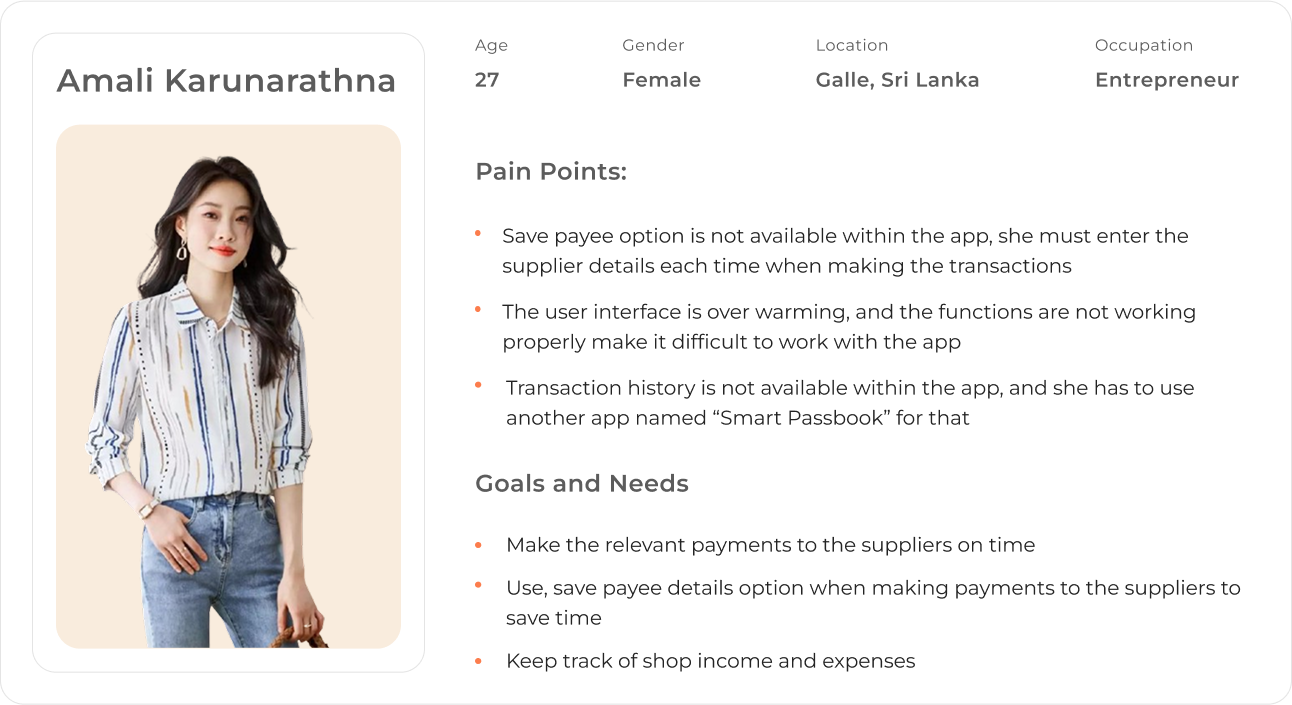 Amali Karunarathna
Age
27
Gender
Female
Location
Galle, Sri Lanka
Occupation
Entrepreneur
Pain Points:
Save payee option is not available within the app, she must enter the
supplier details each time when making the transactions
The user interface is over warming, and the functions are not working
properly make it difficult to work with the app
Transaction history is not available within the app, and she has to use
another app named “Smart Passbook” for that
Goals and Needs
Make the relevant payments to the suppliers on time
Use, save payee details option when making payments to the suppliers to
save time
Keep track of shop income and expenses